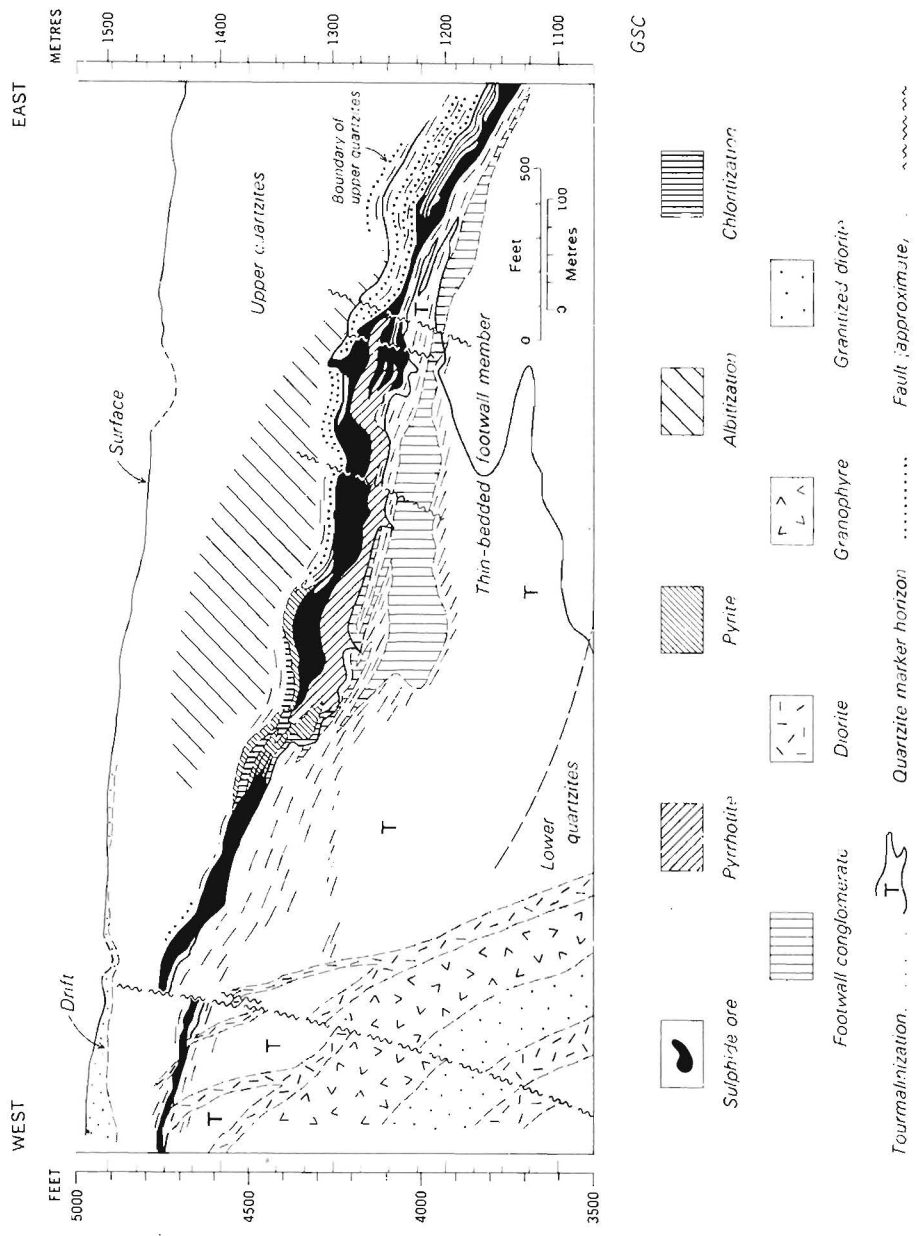 WEST
EAST
FEET
METRES
5000
4500
4000
3500
1500
1400
1300
1200
1100
Drift
Surface
Upper quartzites
Boundary of
upper quartzites
Feet
0 500
0 100
Metres
T
T
T
T
T
Thin-bedded footwall member
Lower
quartzites
GSC
Sulphide ore
Pyrrhotite
Pyrite
Albitization
Chloritization
Footwall conglomerate
Diorite
Granophyre
Granitized diorite
Tourmalinization
T
Quartzite marker horizon
Fault (approximate)